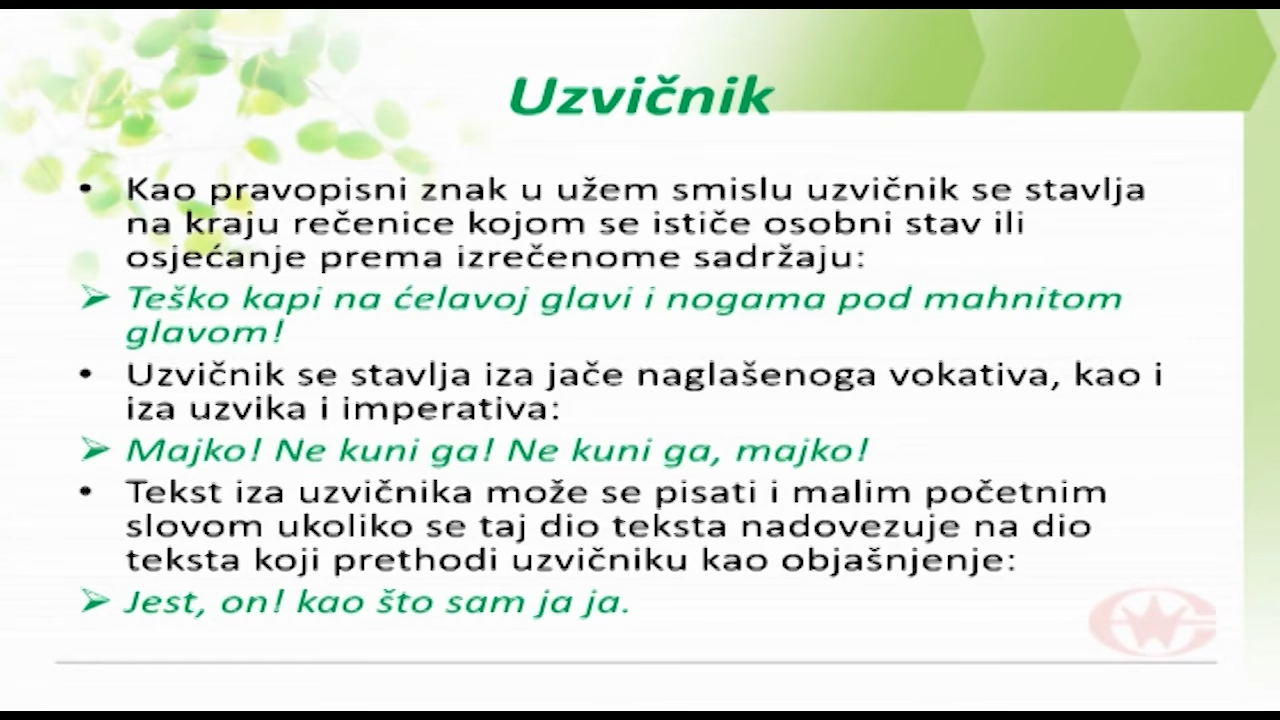 Uzvičnik
• Kao pravopisni znak u užem smislu uzvičnik se stavlja
na kraju rečenice kojom se ističe osobni stav ili
osjećanje prema izrečenome sadržaju:
➢ Teško kapi na ćelavoj glavi i nogama pod mahnitom
glavom!
• Uzvičnik se stavlja iza jače naglašenoga vokativa, kao i
iza uzvika i imperativa:
➢ Majko! Ne kuni ga! Ne kuni ga, majko!
• Tekst iza uzvičnika može se pisati i malim početnim
slovom ukoliko se taj dio teksta nadovezuje na dio
teksta koji prethodi uzvičniku kao objašnjenje:
➢ Jest, on! kao što sam ja ja.